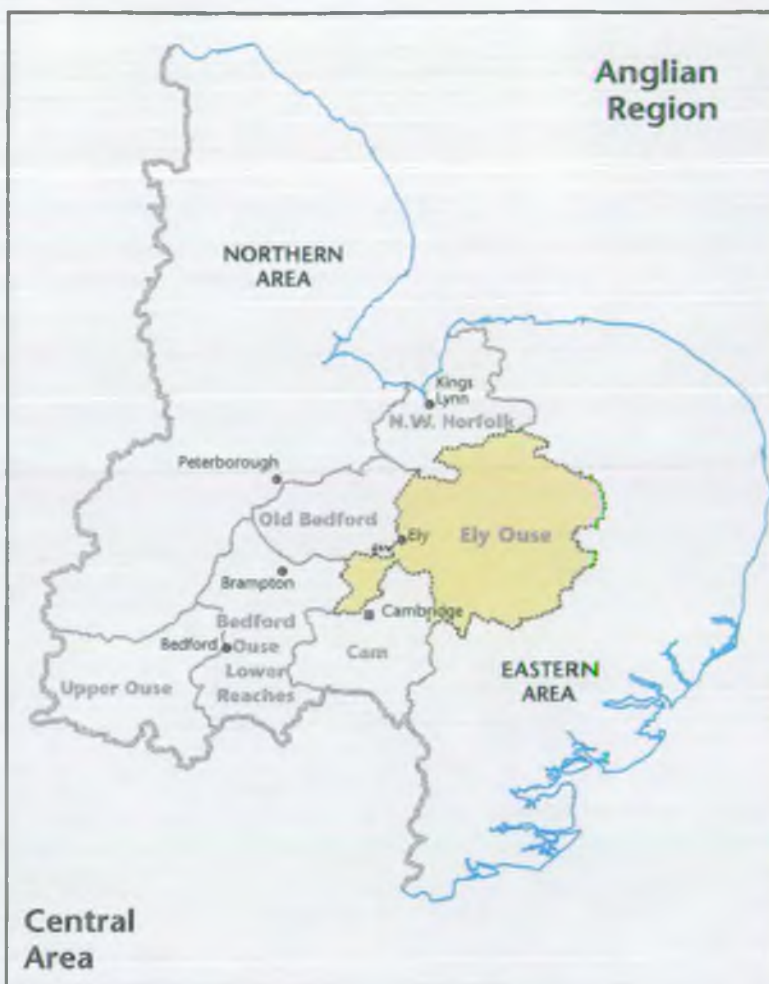 Anglian
Region
NORTHERN
AREA
Kings
Lynn
N.W. Horfolk
Peterborough
Old Bedford
Ely
Ely Ouse
Brampton
Cambridge
Bedford
Bedford
Ouse
Cam
Lower
Reaches
Upper Ouse
EASTERN
AREA
Central
Area